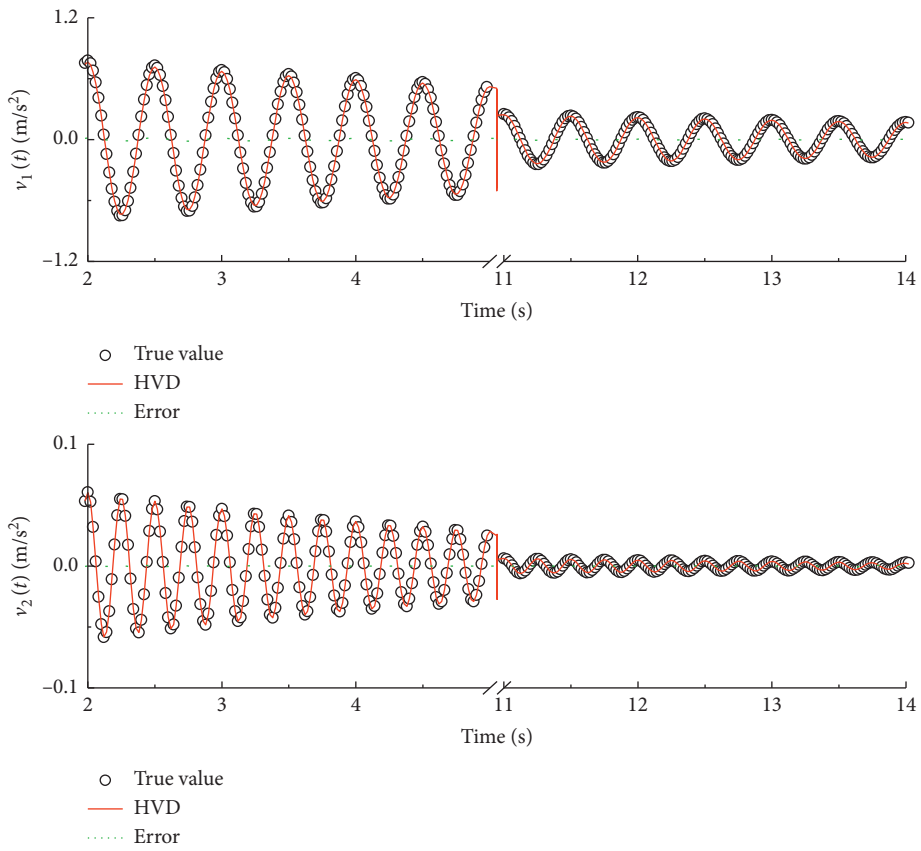 1.2
0.0
−1.2
v1 (t) (m/s2)
2 3 4 11 12 13 14
Time (s)
True value
HVD
Error
0.1
0.0
−0.1
v2 (t) (m/s2)
2 3 4 11 12 13 14
Time (s)
True value
HVD
Error